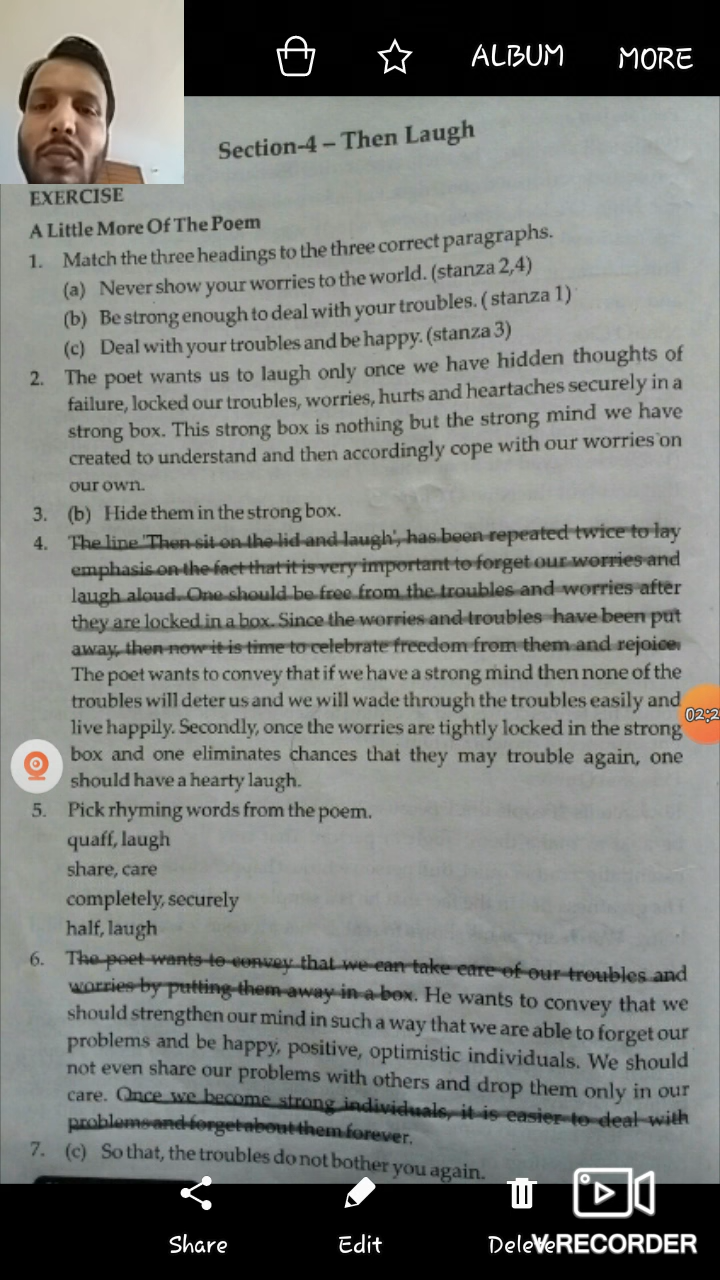 ALBUM MORE
Section-4 – Then Laugh
EXERCISE
A Little More Of The Poem
1. Match the three headings to the three correct paragraphs.
(a) Never show your worries to the world. (stanza 2,4)
(b) Be strong enough to deal with your troubles. ( stanza 1)
(c) Deal with your troubles and be happy. (stanza 3)
2. The poet wants us to laugh only once we have hidden thoughts of
failure, locked our troubles, worries, hurts and heartaches securely in a
strong box. This strong box is nothing but the strong mind we have
created to understand and then accordingly cope with our worries on
our own.
3. (b) Hide them in the strong box.
4. The line 'Then sit on the lid and laugh', has been repeated twice to lay
emphasis on the fact that it is very important to forget our worries and
laugh aloud. One should be free from the troubles and worries after
they are locked in a box. Since the worries and troubles have been put
away, then now it is time to celebrate freedom from them and rejoice.
The poet wants to convey that if we have a strong mind then none of the
troubles will deter us and we will wade through the troubles easily and
live happily. Secondly, once the worries are tightly locked in the strong
box and one eliminates chances that they may trouble again, one
should have a hearty laugh.
02:2
5. Pick rhyming words from the poem.
quaff, laugh
share, care
completely, securely
half, laugh
6. The poet wants to convey that we can take care of our troubles and
worries by putting them away in a box. He wants to convey that we
should strengthen our mind in such a way that we are able to forget our
problems and be happy, positive, optimistic individuals. We should
not even share our problems with others and drop them only in our
care. Once we become strong individuals, it is easier to deal with
problems and forget about them forever.
7. (c) So that, the troubles do not bother you again.
Share Edit Delete V-RECORDER